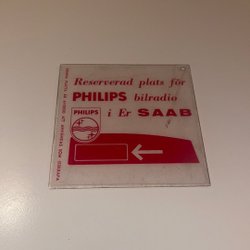 Reserverad plats för
PHILIPS bilradio
i Er SAAB
PHILIPS